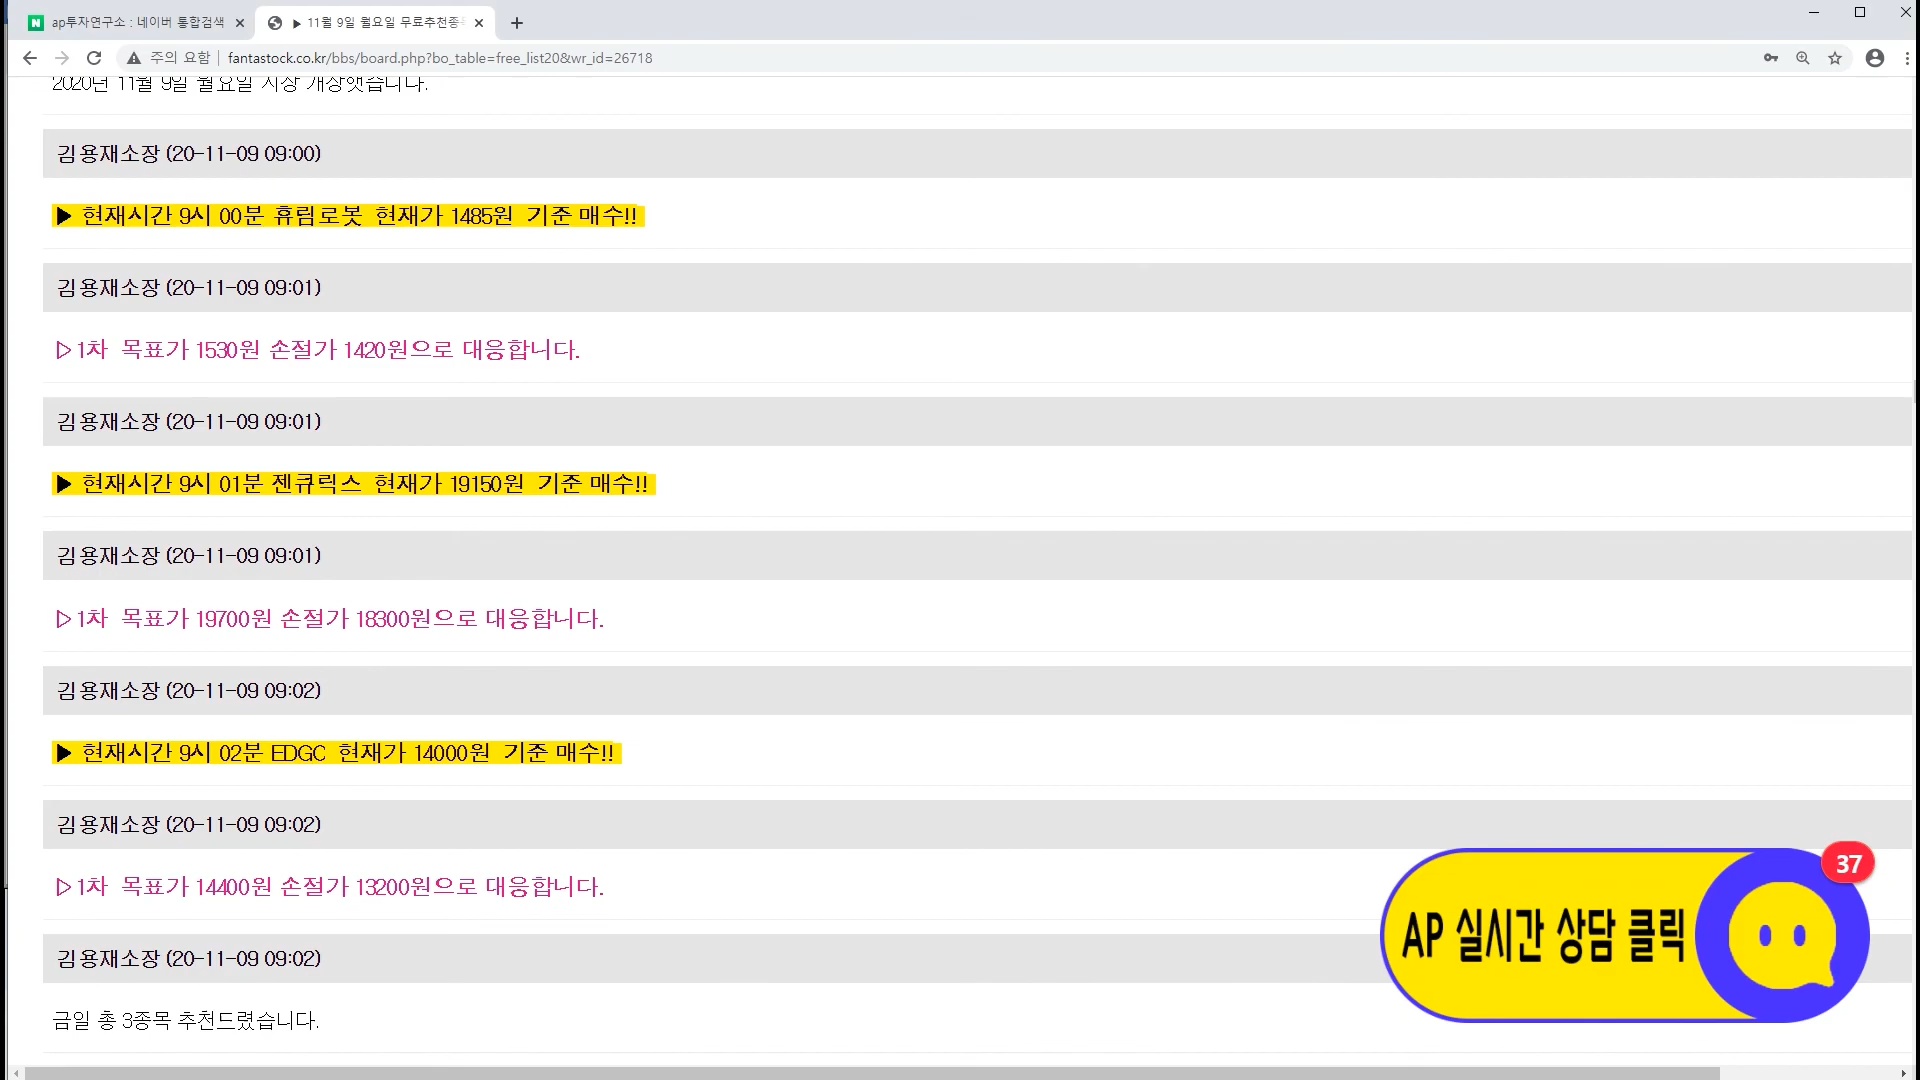 N ap투자연구소 : 네이버 통합검색
▶ 11월 9일 월요일 무료추천종
주의 요함 | fantastock.co.kr/bbs/board.php?bo_table=free_list20&wr_id=26718
2020년 11월 9일 월요일 시장 개장했습니다.
김용재소장 (20-11-09 09:00)
▶ 현재시간 9시 00분 휴림로봇 현재가 1485원 기준 매수!!
김용재소장 (20-11-09 09:01)
▷1차 목표가 1530원 손절가 1420원으로 대응합니다.
김용재소장 (20-11-09 09:01)
▶ 현재시간 9시 01분 젠큐릭스 현재가 19150원 기준 매수!!
김용재소장 (20-11-09 09:01)
▷1차 목표가 19700원 손절가 18300원으로 대응합니다.
김용재소장 (20-11-09 09:02)
▶ 현재시간 9시 02분 EDGC 현재가 14000원 기준 매수!!
김용재소장 (20-11-09 09:02)
▷1차 목표가 14400원 손절가 13200원으로 대응합니다.
37
AP 실시간 상담 클릭
김용재소장 (20-11-09 09:02)
금일 총 3종목 추천드렸습니다.